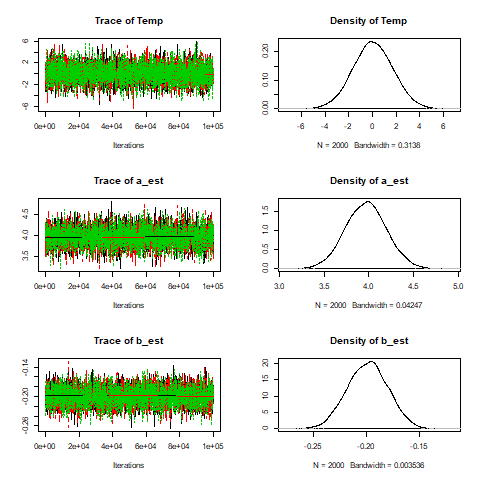 Trace of Temp
6
2
-2
-6
0e+00 2e+04 4e+04 6e+04 8e+04 1e+05
Iterations
Density of Temp
0.20
0.10
0.00
-6 -4 -2 0 2 4 6
N = 2000 Bandwidth = 0.3138
Trace of a_est
4.5
4.0
3.5
0e+00 2e+04 4e+04 6e+04 8e+04 1e+05
Iterations
Density of a_est
1.5
1.0
0.5
0.0
3.0 3.5 4.0 4.5 5.0
N = 2000 Bandwidth = 0.04247
Trace of b_est
-0.14
-0.20
-0.26
0e+00 2e+04 4e+04 6e+04 8e+04 1e+05
Iterations
Density of b_est
20
15
10
5
0
-0.25 -0.20 -0.15
N = 2000 Bandwidth = 0.003536